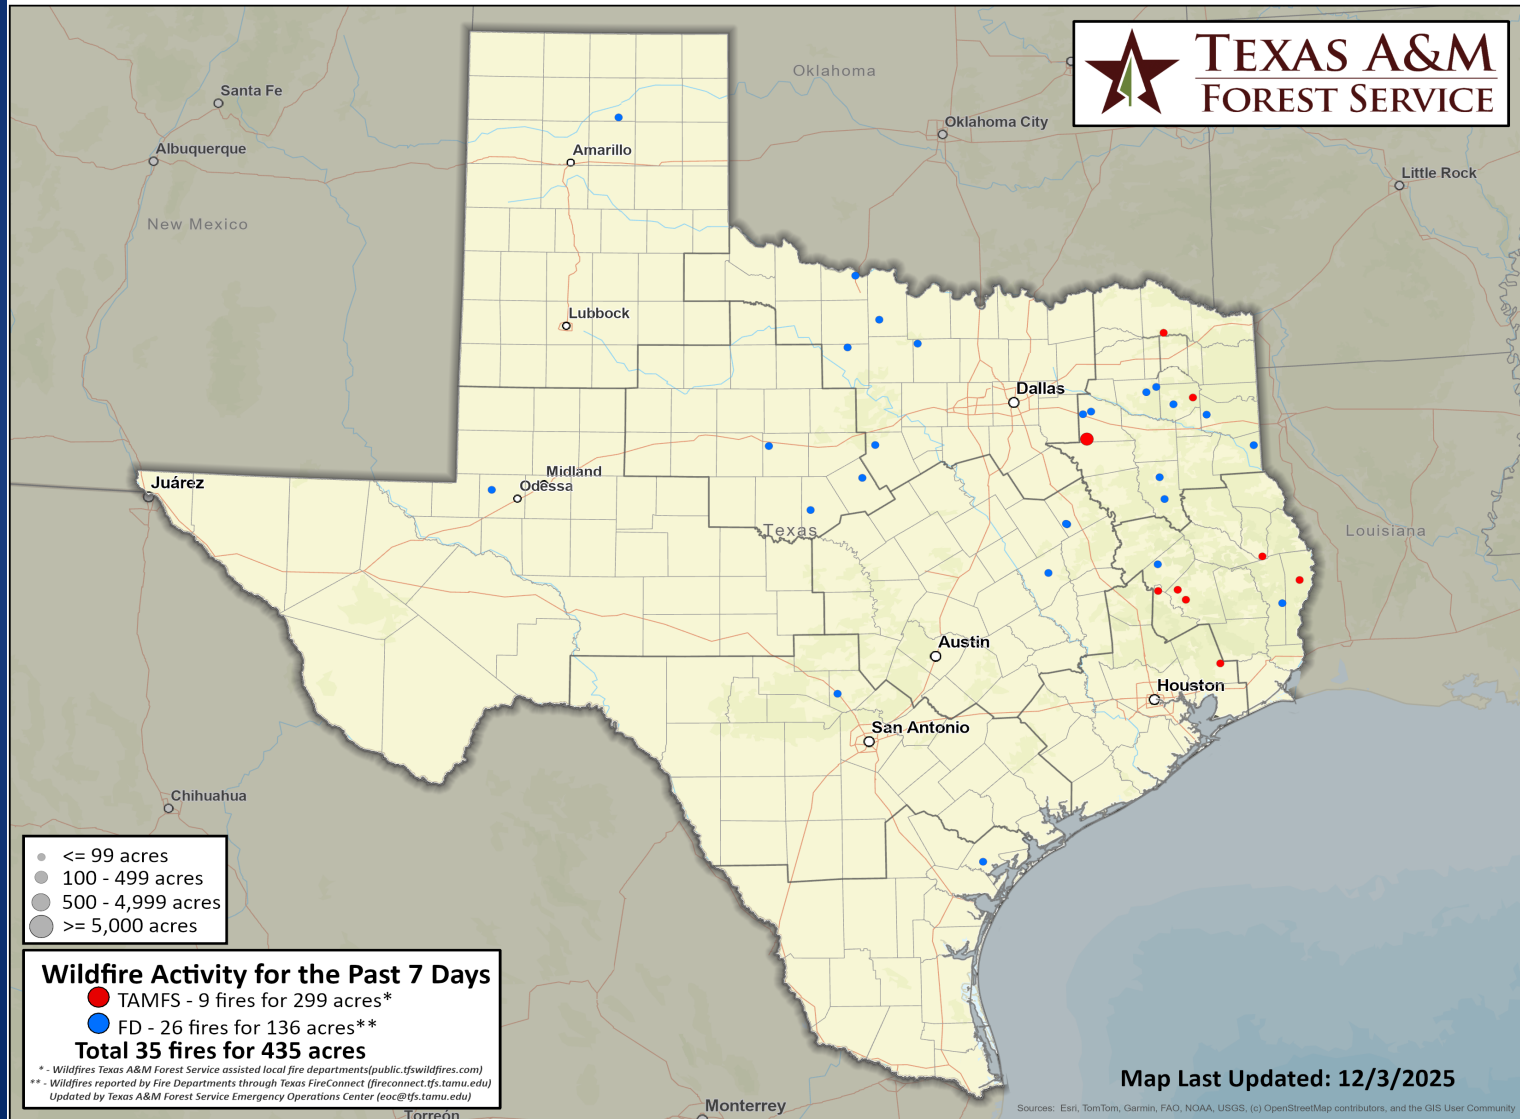 TEXAS A&M
FOREST SERVICE
Oklahoma
Santa Fe
Oklahoma City
Albuquerque
Amarillo
Little Rock
New Mexico
Lubbock
Dallas
Midland
Odessa
Juárez
Texas
Louisiana
Austin
Houston
San Antonio
Chihuahua
<= 99 acres
100 - 499 acres
500 - 4,999 acres
>= 5,000 acres
Wildfire Activity for the Past 7 Days
TAMFS - 9 fires for 299 acres*
FD - 26 fires for 136 acres**
Total 35 fires for 435 acres
* - Wildfires Texas A&M Forest Service assisted local fire departments(public.tfswildfires.com)
** - Wildfires reported by Fire Departments through Texas FireConnect (fireconnect.tfs.tamu.edu)
Updated by Texas A&M Forest Service Emergency Operations Center (eoc@tfs.tamu.edu)
Map Last Updated: 12/3/2025
Monterrey
Torreón
Sources: Esri, TomTom, Garmin, FAO, NOAA, USGS, (c) OpenStreetMap contributors, and the GIS User Community